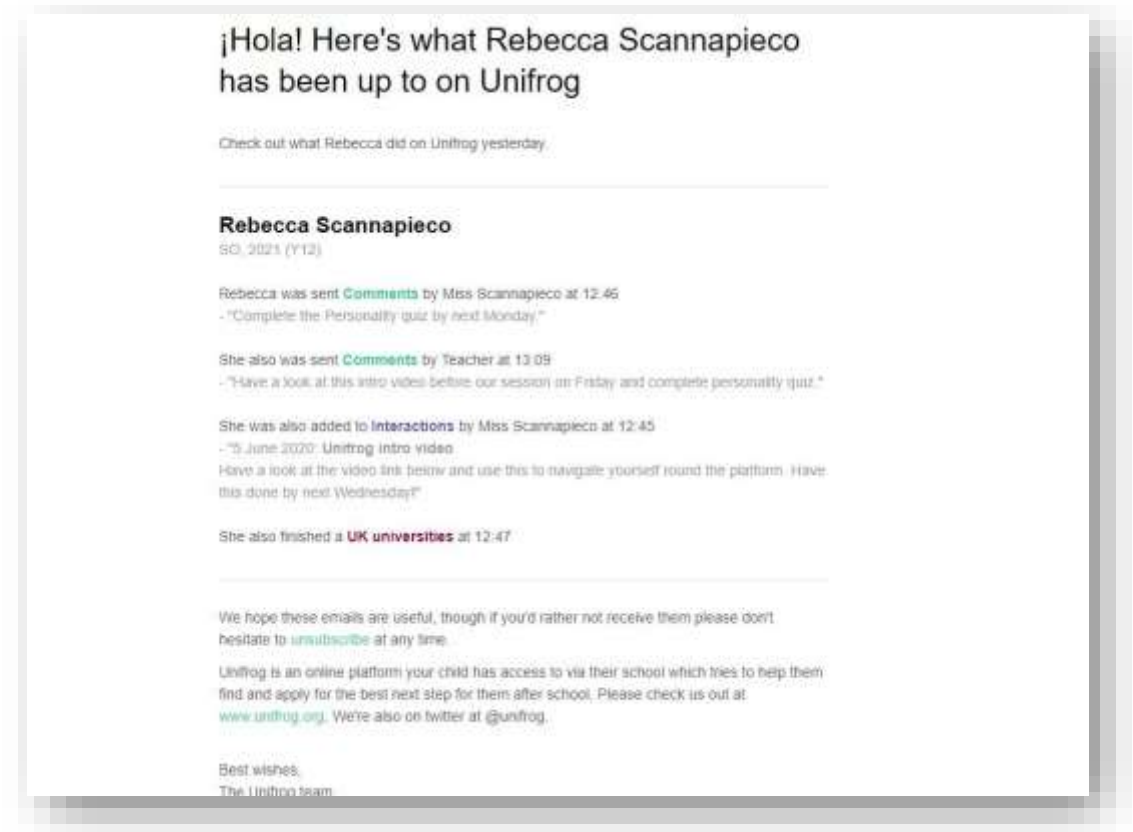 ¡Hola! Here's what Rebecca Scannapieco
has been up to on Unifrog
Check out what Rebecca did on Unifrog yesterday.
Rebecca Scannapieco
SO, 2021 (Y12)
Rebecca was sent Comments by Miss Scannapieco at 12:46
- "Complete the Personality quiz by next Monday."
She also was sent Comments by Teacher at 13:09
- "Have a look at this intro video before our session on Friday and complete personality quiz."
She was also added to Interactions by Miss Scannapieco at 12:45
- "5 June 2020: Unifrog intro video
Have a look at the video link below and use this to navigate yourself round the platform. Have
this done by next Wednesday!"
She also finished a UK universities at 12:47
We hope these emails are useful, though if you'd rather not receive them please don't
hesitate to unsubscribe at any time.
Unifrog is an online platform your child has access to via their school which tries to help them
find and apply for the best next step for them after school. Please check us out at
www.unifrog.org. We're also on twitter at @unifrog.
Best wishes,
The Unifrog team